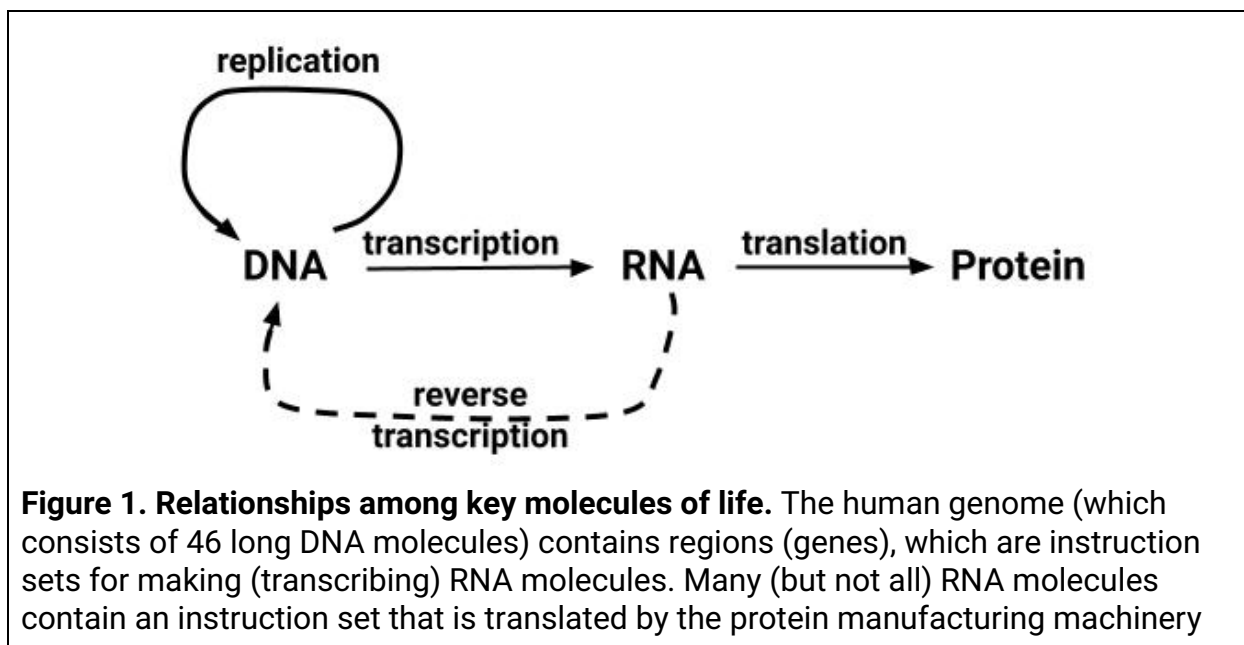 replication
DNA
transcription
RNA
translation
Protein
reverse
transcription
Figure 1. Relationships among key molecules of life. The human genome (which
consists of 46 long DNA molecules) contains regions (genes), which are instruction
sets for making (transcribing) RNA molecules. Many (but not all) RNA molecules
contain an instruction set that is translated by the protein manufacturing machinery